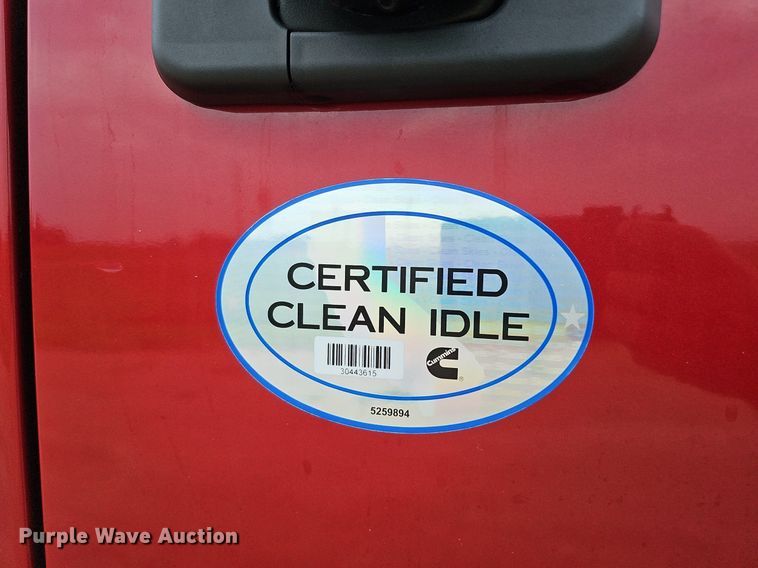 CERTIFIED
CLEAN IDLE
30443615
Cummins
5259894
Purple Wave Auction